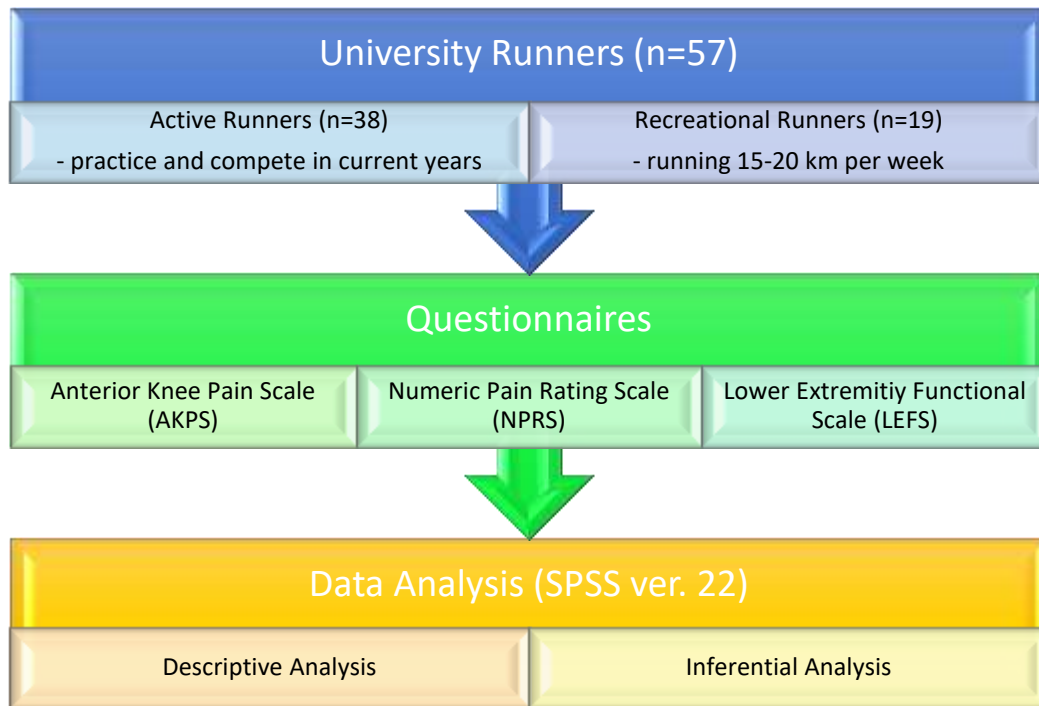 University Runners (n=57)
Active Runners (n=38)
- practice and compete in current years
Recreational Runners (n=19)
- running 15-20 km per week
Questionnaires
Anterior Knee Pain Scale
(AKPS)
Numeric Pain Rating Scale
(NPRS)
Lower Extremitiy Functional
Scale (LEFS)
Data Analysis (SPSS ver. 22)
Descriptive Analysis
Inferential Analysis